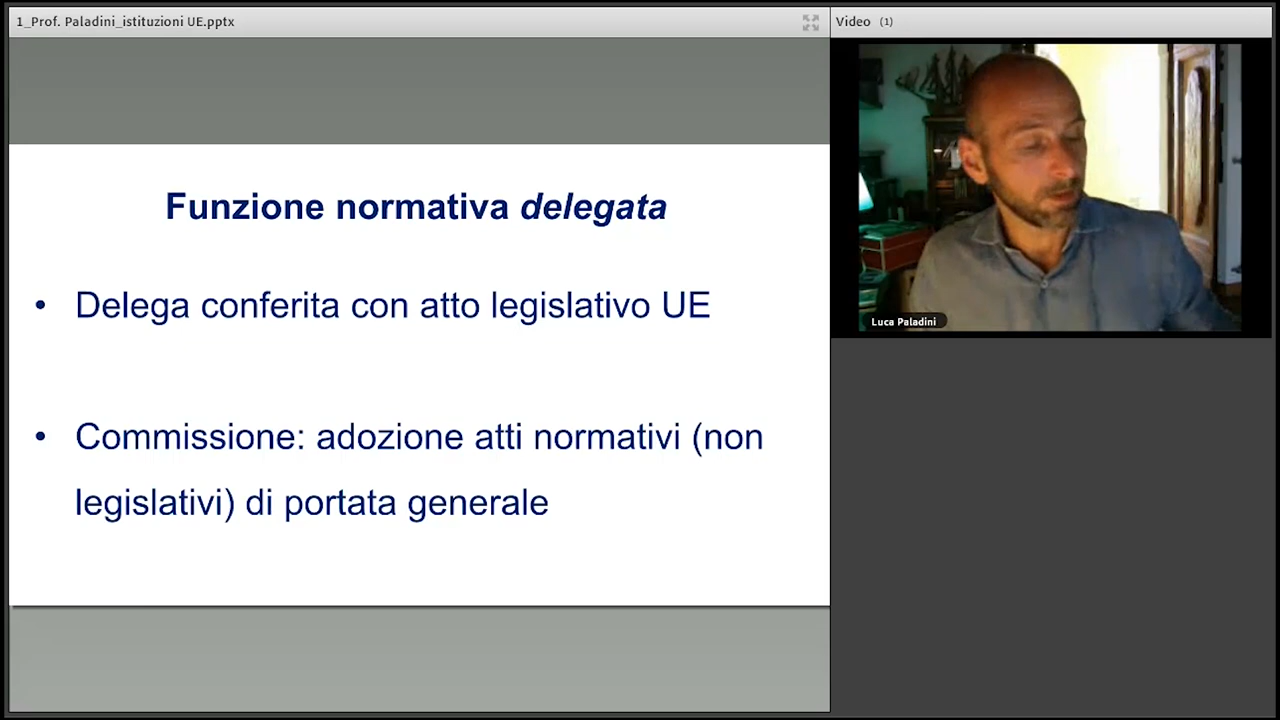 1_Prof. Paladini_istituzioni UE.pptx
Video (1)
Luca Paladini
Funzione normativa delegata
• Delega conferita con atto legislativo UE
• Commissione: adozione atti normativi (non
legislativi) di portata generale